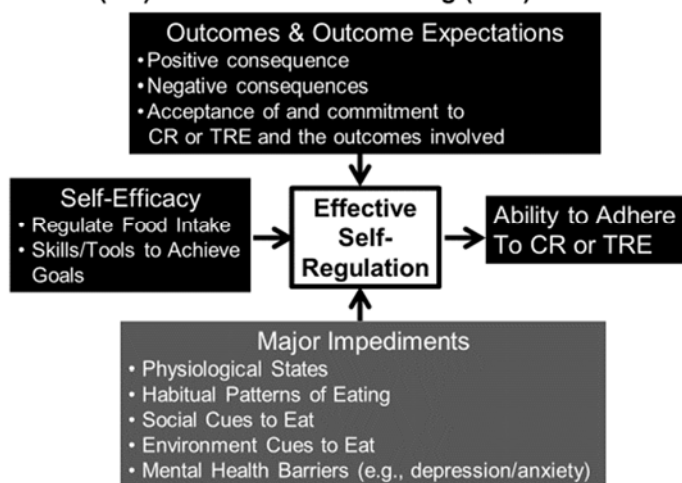 Outcomes & Outcome Expectations
•Positive consequence
•Negative consequences
•Acceptance of and commitment to
CR or TRE and the outcomes involved
Self-Efficacy
• Regulate Food Intake
• Skills/Tools to Achieve
Goals
Effective
Self-
Regulation
Ability to Adhere
To CR or TRE
Major Impediments
• Physiological States
• Habitual Patterns of Eating
• Social Cues to Eat
• Environment Cues to Eat
• Mental Health Barriers (e.g., depression/anxiety)